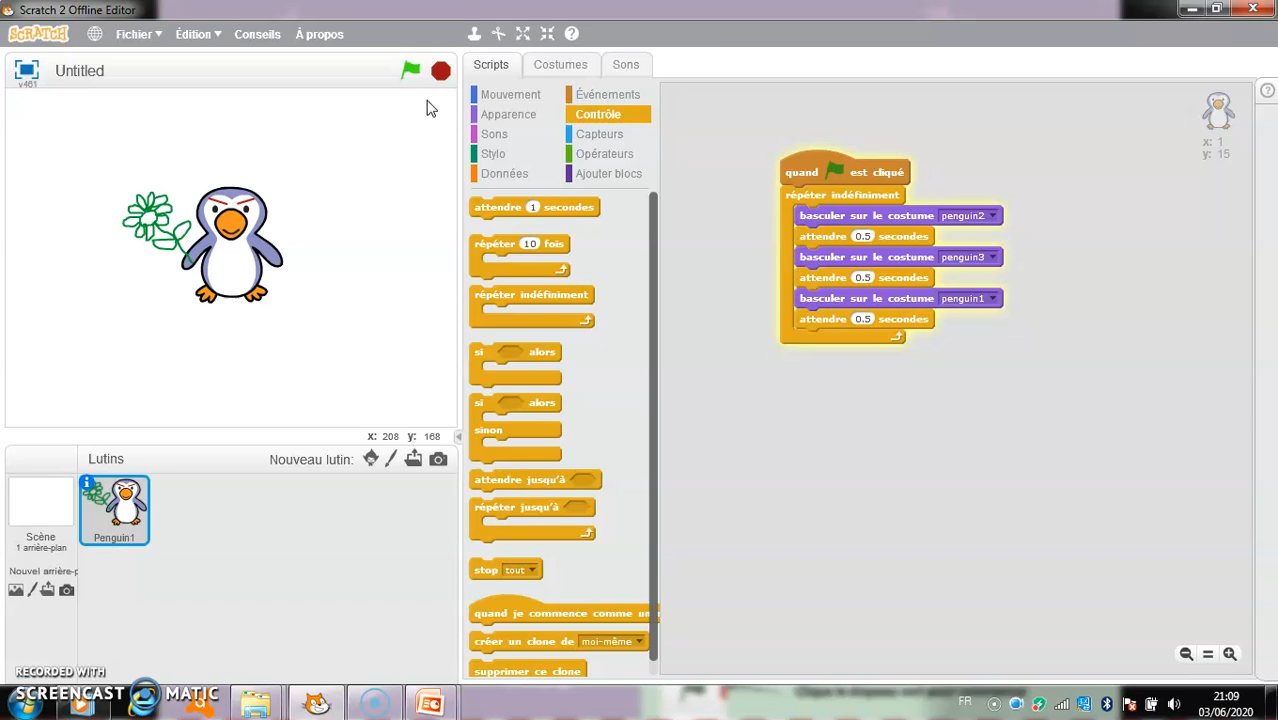 Scratch 2 Offline Editor
SCRATCH Fichier Édition Conseils À propos
v461 Untitled
Scripts Costumes Sons
Mouvement Événements
Apparence Contrôle
Sons Capteurs
Stylo Opérateurs
Données Ajouter blocs
attendre 1 secondes
répéter 10 fois
répéter indéfiniment
si alors
si alors
sinon
attendre jusqu'à
répéter jusqu'à
stop tout
quand je commence comme un
créer un clone de moi-même
supprimer ce clone
x: 1
y: 15
quand est cliqué
répéter indéfiniment
basculer sur le costume penguin2
attendre 0.5 secondes
basculer sur le costume penguin3
attendre 0.5 secondes
basculer sur le costume penguin1
attendre 0.5 secondes
x: 208 y: 168
Lutins Nouveau lutin:
Scène
1 arrière-plan
Penguin1
Nouvel arrière-p
RECORDED WITH
SCREENCAST MATIC
FR
21:09
03/06/2020